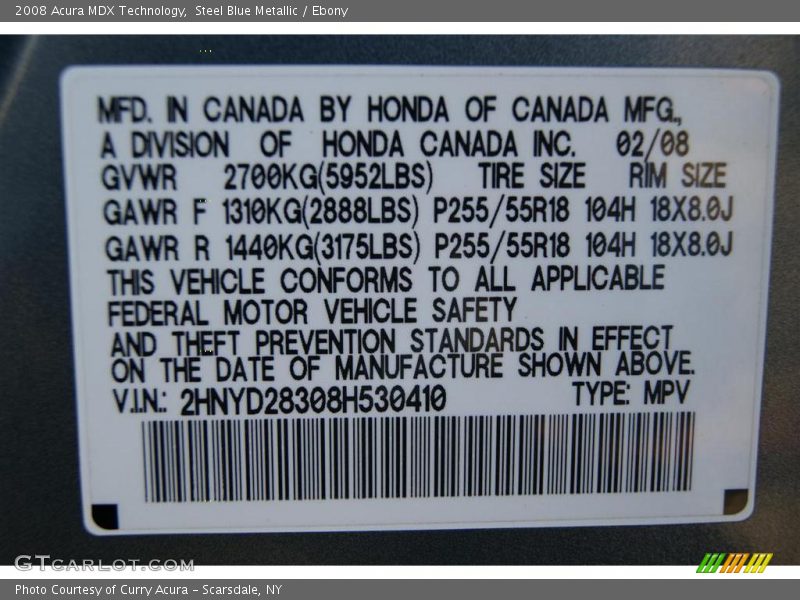 2008 Acura MDX Technology,  Steel Blue Metallic / Ebony
MFD. IN CANADA BY HONDA OF CANADA MFG.,
A DIVISION OF HONDA CANADA INC. 02/08
GVWR 2700KG(5952LBS) TIRE SIZE RIM SIZE
GAWR F 1310KG(2888LBS) P255/55R18 104H 18X8.0J
GAWR R 1440KG(3175LBS) P255/55R18 104H 18X8.0J
THIS VEHICLE CONFORMS TO ALL APPLICABLE
FEDERAL MOTOR VEHICLE SAFETY
AND THEFT PREVENTION STANDARDS IN EFFECT
ON THE DATE OF MANUFACTURE SHOWN ABOVE.
V.I.N.: 2HNYD28308H530410 TYPE: MPV
GTCARLOT.COM
Photo Courtesy of Curry Acura - Scarsdale, NY